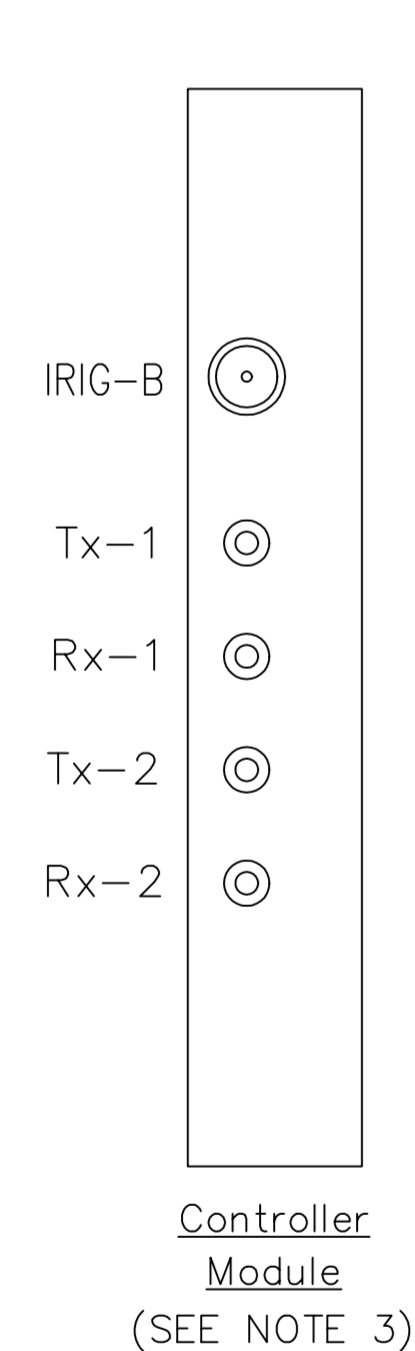 IRIG-B
Tx-1
Rx-1
Tx-2
Rx-2
Controller
Module
(SEE NOTE 3)